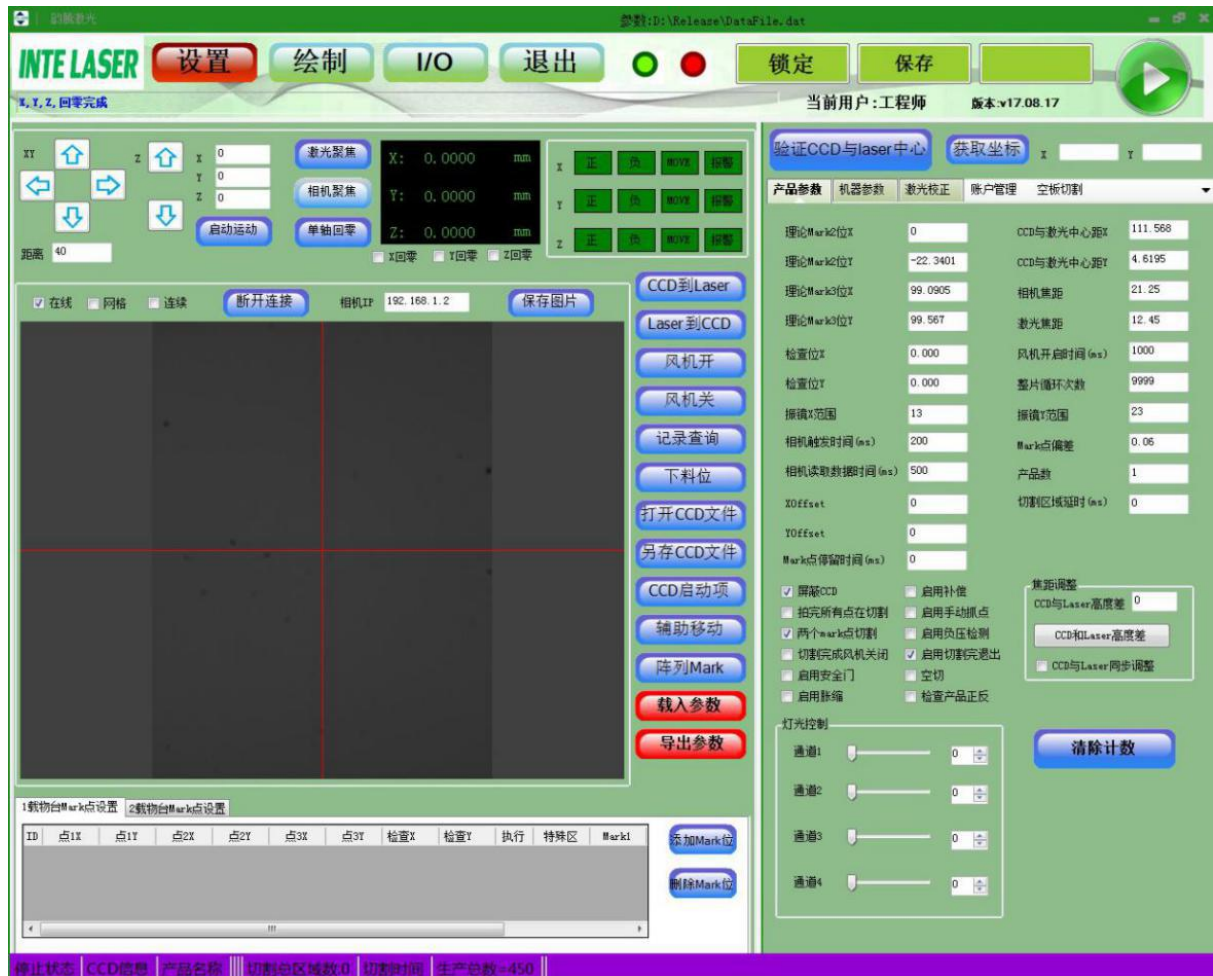 韵腾激光 参数:D:\Release\DataFile.dat
INTE LASER 设置 绘制 I/O 退出 锁定 保存
X,Y,Z,回零完成 当前用户:工程师 版本:v17.08.17
XY Z X 0 激光聚焦 X: 0.0000 mm X 正 负 MOVE 报警
Y 0 相机聚焦 Y: 0.0000 mm Y 正 负 MOVE 报警
Z 0 启动运动 单轴回零 Z: 0.0000 mm Z 正 负 MOVE 报警
距离 40 X回零 Y回零 Z回零
在线 网格 连续 断开连接 相机IP 192.168.1.2 保存图片
CCD到Laser
Laser到CCD
风机开
风机关
记录查询
下料位
打开CCD文件
另存CCD文件
CCD启动项
辅助移动
阵列Mark
载入参数
导出参数
1载物台Mark点设置 2载物台Mark点设置
ID 点1X 点1Y 点2X 点2Y 点3X 点3Y 检查X 检查Y 执行 特殊区 Mark1
添加Mark位
删除Mark位
验证CCD与laser中心 获取坐标 X Y
产品参数 机器参数 激光校正 账户管理 空板切割
理论Mark2位X 0 CCD与激光中心距X 111.568
理论Mark2位Y -22.3401 CCD与激光中心距Y 4.6195
理论Mark3位X 99.0905 相机焦距 21.25
理论Mark3位Y 99.567 激光焦距 12.45
检查位X 0.000 风机开启时间(ms) 1000
检查位Y 0.000 整片循环次数 9999
振镜X范围 13 振镜Y范围 23
相机触发时间(ms) 200 Mark点偏差 0.06
相机读取数据时间(ms) 500 产品数 1
XOffset 0 切割区域延时(ms) 0
YOffset 0
Mark点停留时间(ms) 0
屏蔽CCD 启用补偿
拍完所有点在切割 启用手动抓点
两个mark点切割 启用负压检测
切割完成风机关闭 启用切割完退出
启用安全门 空切
启用胀缩 检查产品正反
焦距调整
CCD与Laser高度差 0
CCD和Laser高度差
CCD与Laser同步调整
灯光控制
通道1 0
通道2 0
通道3 0
通道4 0
清除计数
停止状态 CCD信息 产品名称 切割总区域数:0 切割时间 生产总数=450